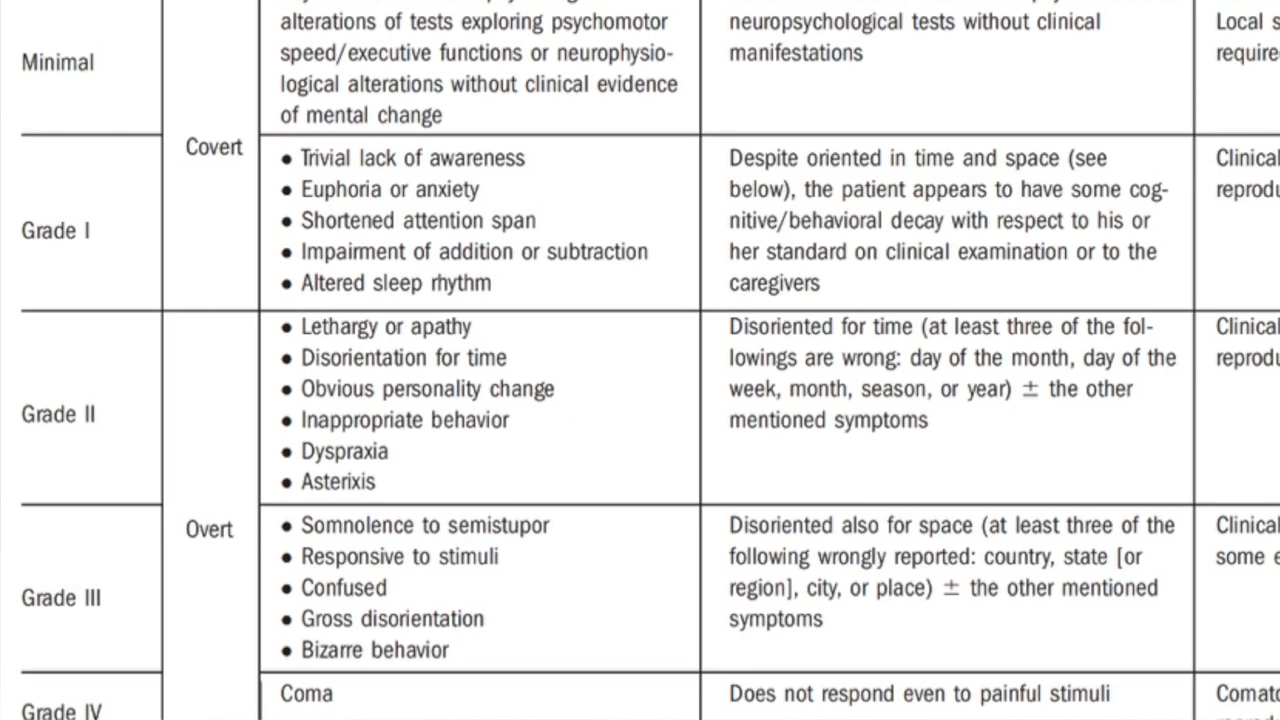 alterations of tests exploring psychomotor
speed/executive functions or neurophysio-
logical alterations without clinical evidence
of mental change
neuropsychological tests without clinical
manifestations
Local
Minimal
Covert
Grade I
• Trivial lack of awareness
• Euphoria or anxiety
• Shortened attention span
• Impairment of addition or subtraction
• Altered sleep rhythm
Despite oriented in time and space (see
below), the patient appears to have some cog-
nitive/behavioral decay with respect to his or
her standard on clinical examination or to the
caregivers
Clinical
Grade II
Overt
• Lethargy or apathy
• Disorientation for time
• Obvious personality change
• Inappropriate behavior
• Dyspraxia
• Asterixis
Disoriented for time (at least three of the fol-
lowings are wrong: day of the month, day of the
week, month, season, or year) ± the other
mentioned symptoms
Clinical
Grade III
• Somnolence to semistupor
• Responsive to stimuli
• Confused
• Gross disorientation
• Bizarre behavior
Disoriented also for space (at least three of the
following wrongly reported: country, state [or
region], city, or place) ± the other mentioned
symptoms
Clinical
some
Grade IV
Coma
Does not respond even to painful stimuli